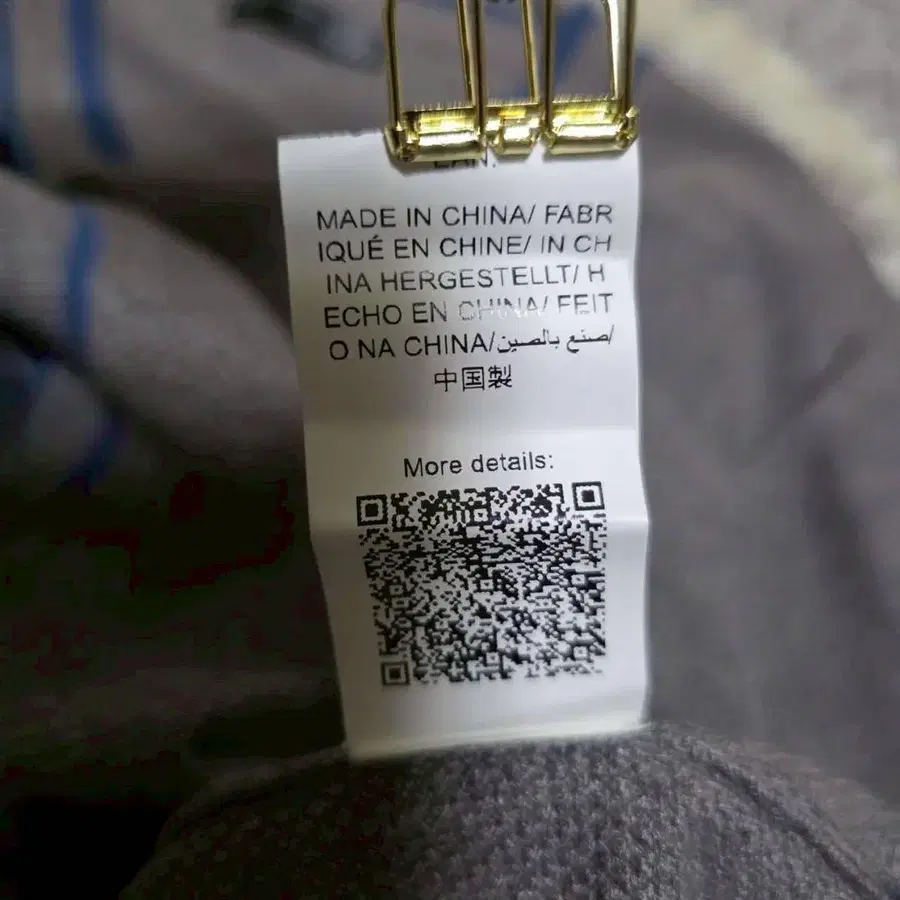 MADE IN CHINA/ FABR
IQUÉ EN CHINE/ IN CH
INA HERGESTELLT/ H
ECHO EN CHINA/ FEIT
O NA CHINA/صنع بالصين/
中国製
More details: